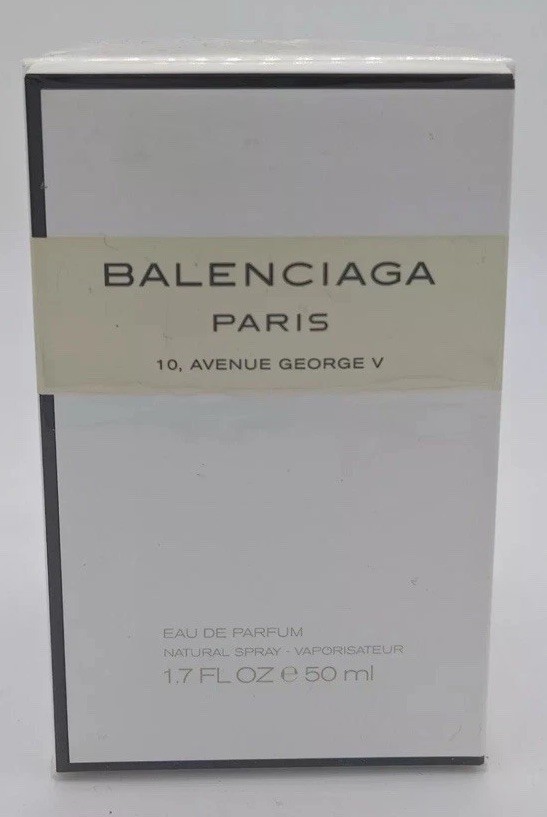 BALENCIAGA
PARIS
10, AVENUE GEORGE V
EAU DE PARFUM
NATURAL SPRAY · VAPORISATEUR
1.7 FL OZ ℮ 50 ml